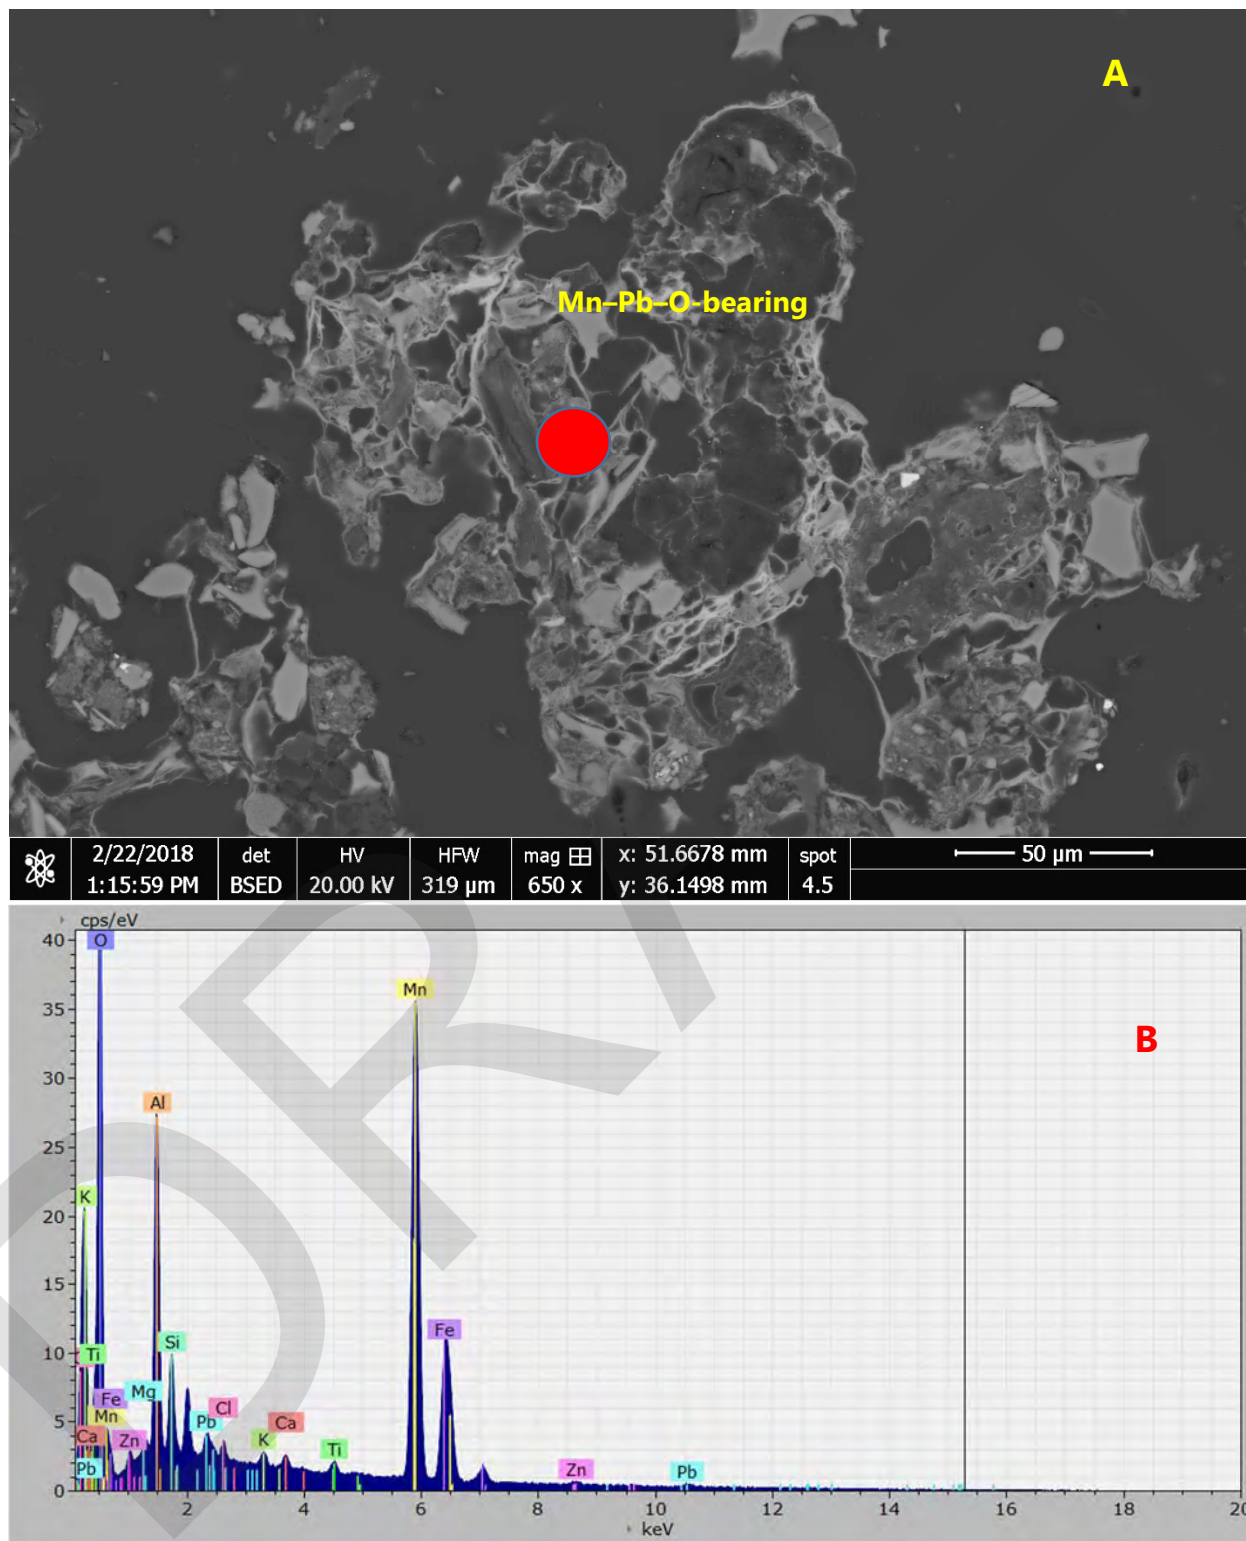 A
Mn–Pb–O-bearing
2/22/2018 det HV HFW mag x: 51.6678 mm spot 50 µm
1:15:59 PM BSED 20.00 kV 319 µm 650 x y: 36.1498 mm 4.5
cps/eV
40
O
Mn
35
B
30
Al
25
K
20
15
Fe
Si
10
Ti
Mg
Fe
Cl
Mn
Pb
5
Ca
Ca
Zn
K
Ti
Pb
Zn
Pb
0
2 4 6 8 10 12 14 16 18 20
keV
DRA